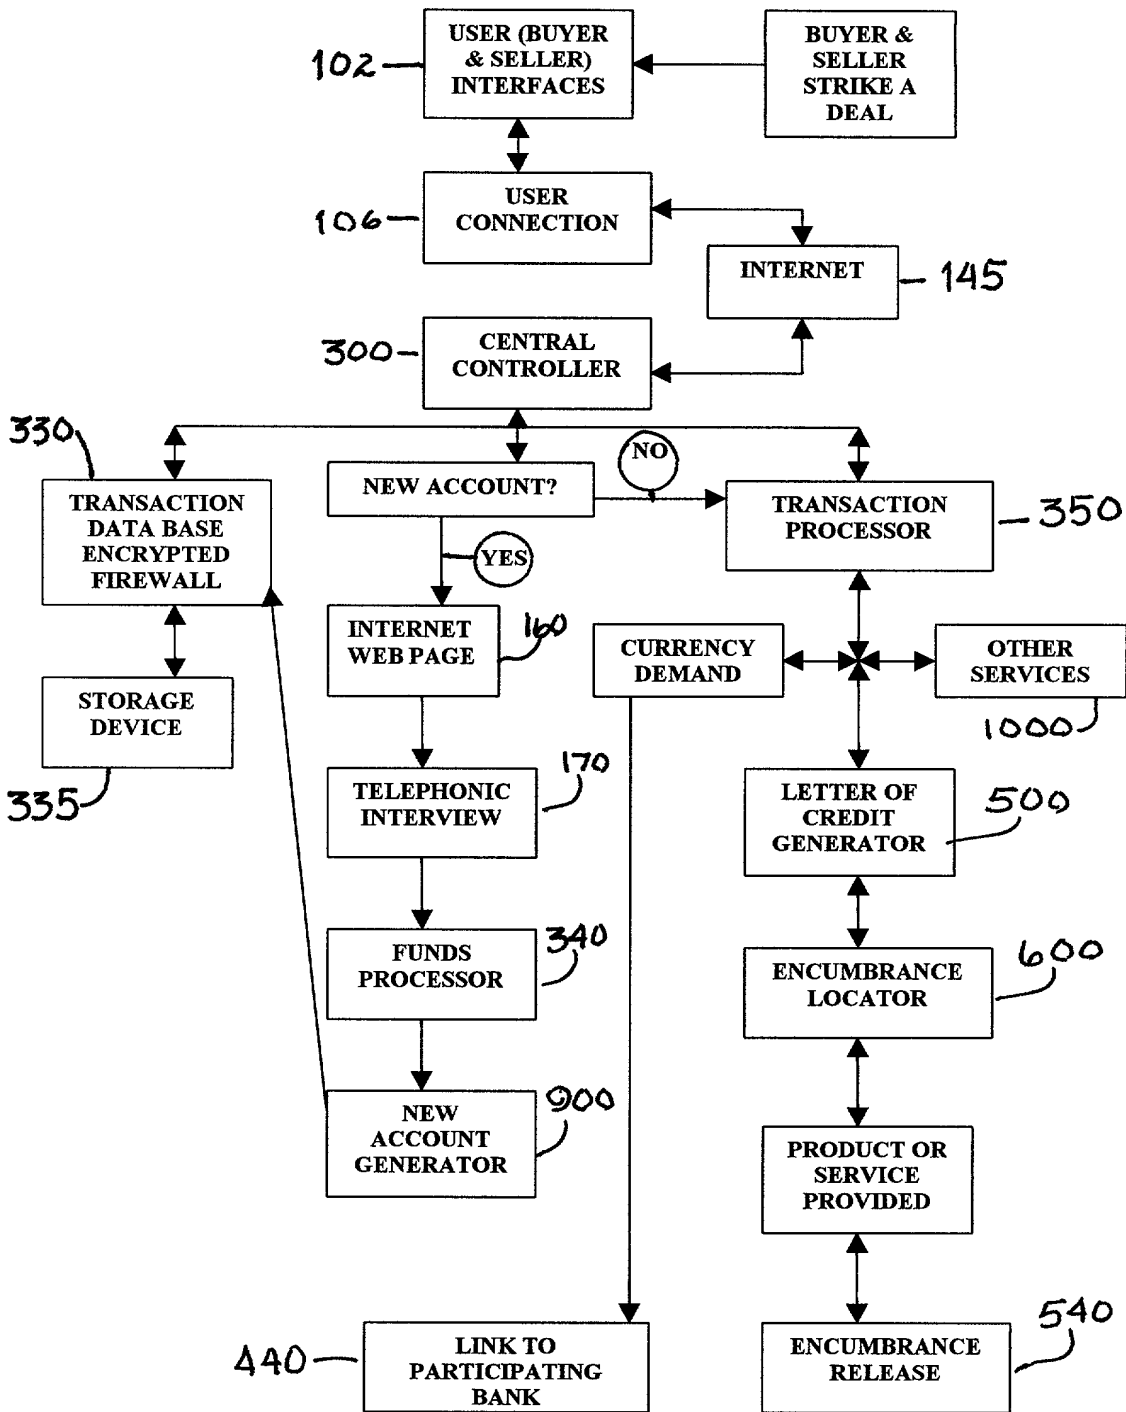 USER (BUYER
& SELLER)
INTERFACES
102
BUYER &
SELLER
STRIKE A
DEAL
USER
CONNECTION
106
INTERNET
145
CENTRAL
CONTROLLER
300
330
TRANSACTION
DATA BASE
ENCRYPTED
FIREWALL
NEW ACCOUNT?
NO
YES
TRANSACTION
PROCESSOR
350
STORAGE
DEVICE
335
INTERNET
WEB PAGE
160
CURRENCY
DEMAND
OTHER
SERVICES
1000
TELEPHONIC
INTERVIEW
170
LETTER OF
CREDIT
GENERATOR
500
FUNDS
PROCESSOR
340
ENCUMBRANCE
LOCATOR
600
NEW
ACCOUNT
GENERATOR
900
PRODUCT OR
SERVICE
PROVIDED
440
LINK TO
PARTICIPATING
BANK
ENCUMBRANCE
RELEASE
540